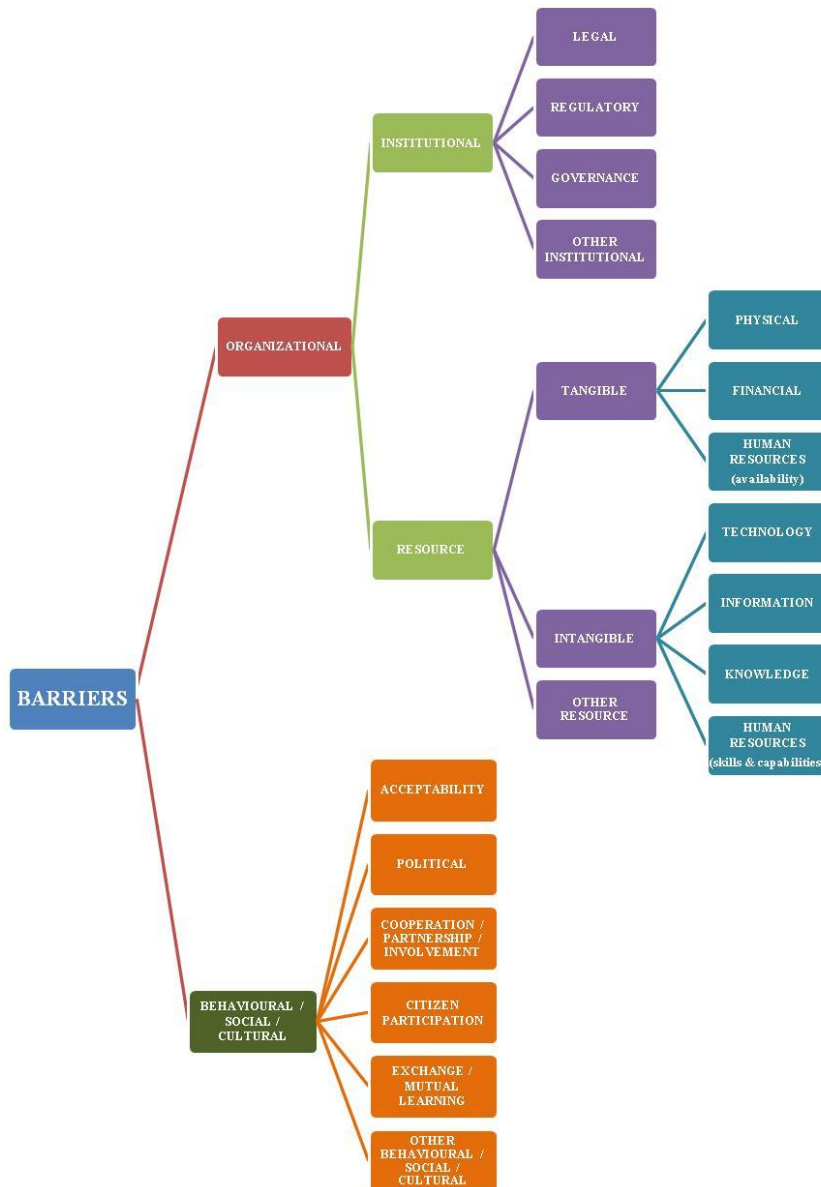 LEGAL
REGULATORY
INSTITUTIONAL
GOVERNANCE
OTHER
INSTITUTIONAL
PHYSICAL
ORGANIZATIONAL
TANGIBLE
FINANCIAL
HUMAN
RESOURCES
(availability)
TECHNOLOGY
RESOURCE
INFORMATION
INTANGIBLE
KNOWLEDGE
BARRIERS
OTHER
RESOURCE
HUMAN
RESOURCES
(skills & capabilities
ACCEPTABILITY
POLITICAL
COOPERATION /
PARTNERSHIP /
INVOLVEMENT
BEHAVIOURAL /
SOCIAL /
CULTURAL
CITIZEN
PARTICIPATION
EXCHANGE /
MUTUAL
LEARNING
OTHER
BEHAVIOURAL /
SOCIAL /
CULTURAL